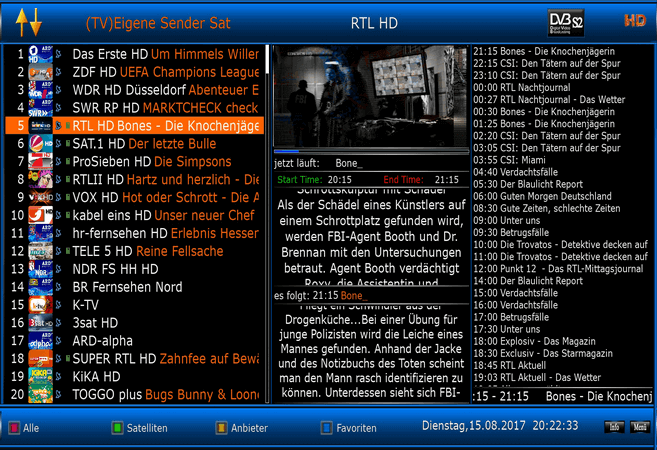 (TV)Eigene Sender Sat
RTL HD
DVB S2
HD
1 Das Erste HD Um Himmels Willen
2 ZDF HD UEFA Champions League
3 WDR HD Düsseldorf Abenteuer E
4 SWR RP HD MARKTCHECK check
5 RTL HD Bones - Die Knochenjäge
6 SAT.1 HD Der letzte Bulle
7 ProSieben HD Die Simpsons
8 RTLII HD Hartz und herzlich - Die
9 VOX HD Hot oder Schrott - Die A
10 kabel eins HD Unser neuer Chef
11 hr-fernsehen HD Erlebnis Hessen
12 TELE 5 HD Reine Fellsache
13 NDR FS HH HD
14 BR Fernsehen Nord
15 K-TV
16 3sat HD
17 ARD-alpha
18 SUPER RTL HD Zahnfee auf Bewä
19 KiKA HD
20 TOGGO plus Bugs Bunny & Loone
jetzt läuft: Bone_
Start Time: 20:15 End Time: 21:15
Schrottskulptur mit Schädel
Als der Schädel eines Künstlers auf
einem Schrottplatz gefunden wird,
werden FBI-Agent Booth und Dr.
Brennan mit den Untersuchungen
betraut. Agent Booth verdächtigt
Roxy, die Assistentin und
es folgt: 21:15 Bone_
Fliegt ein Schwindler aus der
Drogenküche...Bei einer Übung für
junge Polizisten wird die Leiche eines
Mannes gefunden. Anhand der Jacke
und des Notizbuchs des Toten scheint
man den Mann rasch identifizieren zu
können. Unterdessen sieht sich FBI-
21:15 Bones - Die Knochenjägerin
22:15 CSI: Den Tätern auf der Spur
23:10 CSI: Den Tätern auf der Spur
00:00 RTL Nachtjournal
00:27 RTL Nachtjournal - Das Wetter
00:30 Bones - Die Knochenjägerin
01:25 Bones - Die Knochenjägerin
02:20 CSI: Den Tätern auf der Spur
03:05 CSI: Den Tätern auf der Spur
03:55 CSI: Miami
04:40 Verdachtsfälle
05:30 Der Blaulicht Report
06:00 Guten Morgen Deutschland
08:30 Gute Zeiten, schlechte Zeiten
09:00 Unter uns
09:30 Betrugsfälle
10:00 Die Trovatos - Detektive decken auf
11:00 Die Trovatos - Detektive decken auf
12:00 Punkt 12 - Das RTL-Mittagsjournal
14:00 Der Blaulicht Report
15:00 Verdachtsfälle
16:00 Verdachtsfälle
17:00 Betrugsfälle
17:30 Unter uns
18:00 Explosiv - Das Magazin
18:30 Exclusiv - Das Starmagazin
18:45 RTL Aktuell
19:03 RTL Aktuell - Das Wetter
:15 - 21:15 Bones - Die Knochenj
Alle
Satelliten
Anbieter
Favoriten
Dienstag,15.08.2017 20:22:33
Info
Menü